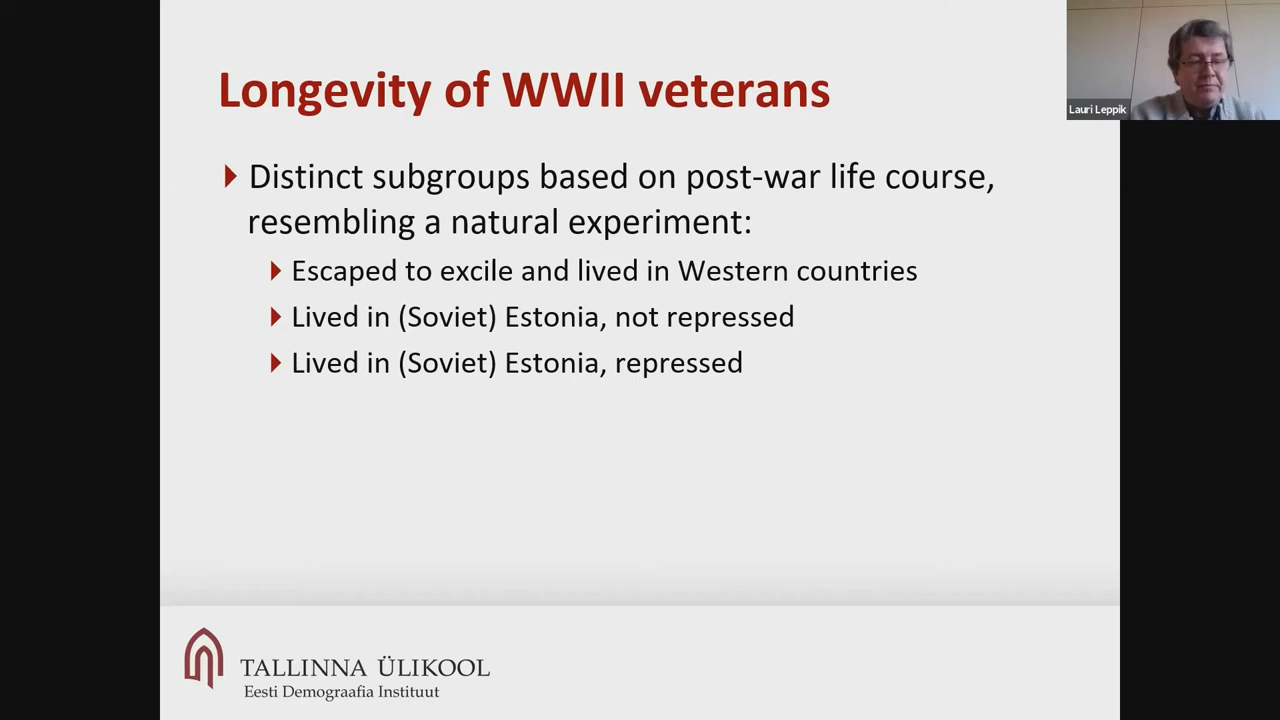 Longevity of WWII veterans
Lauri Leppik
Distinct subgroups based on post-war life course,
resembling a natural experiment:
Escaped to excile and lived in Western countries
Lived in (Soviet) Estonia, not repressed
Lived in (Soviet) Estonia, repressed
TALLINNA ÜLIKOOL
Eesti Demograafia Instituut